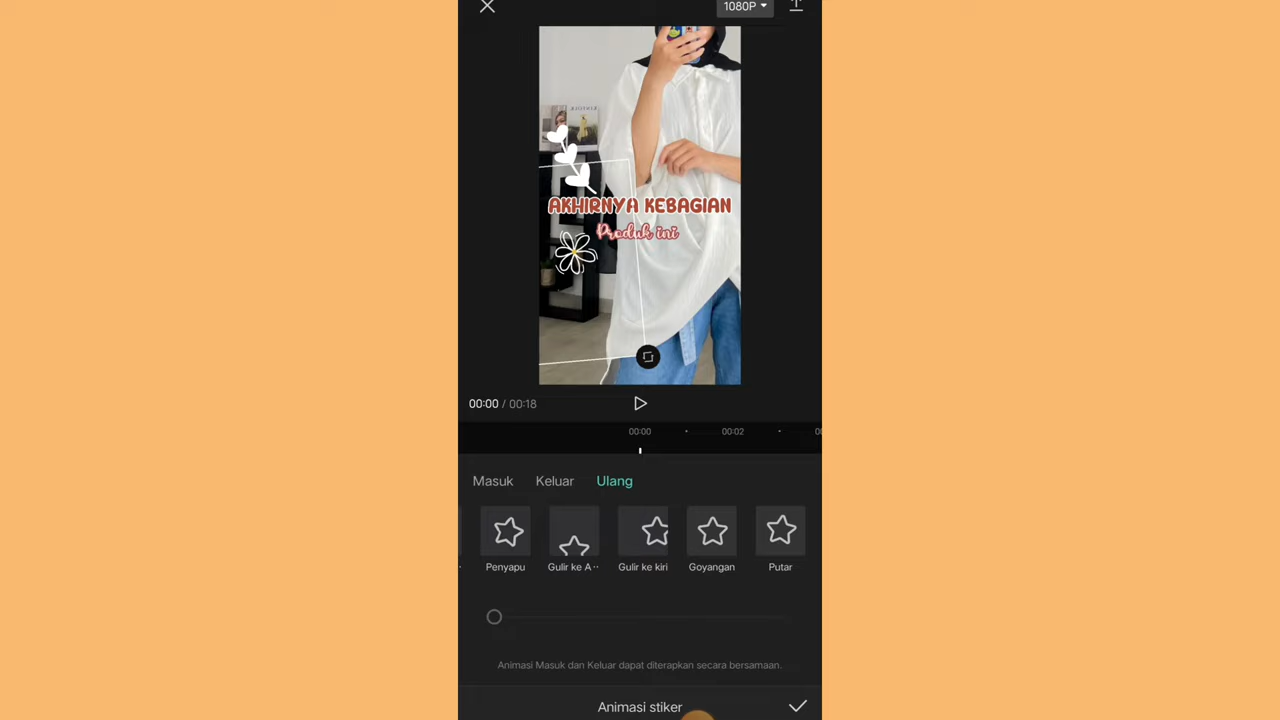 1080P
AKHIRNYA KEBAGIAN
Produk ini
00:00 / 00:18
00:00 00:02
Masuk Keluar Ulang
Penyapu Gulir ke A·· Gulir ke kiri Goyangan Putar
Animasi Masuk dan Keluar dapat diterapkan secara bersamaan.
Animasi stiker